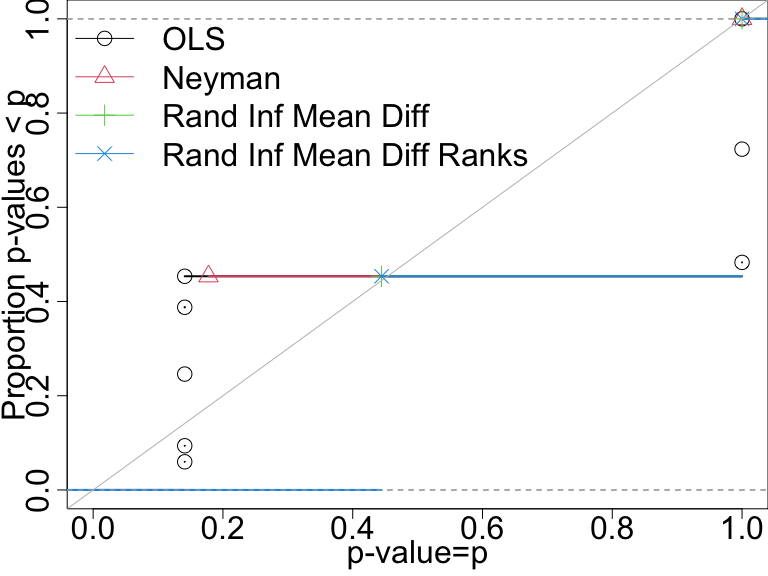 OLS
Neyman
Rand Inf Mean Diff
Rand Inf Mean Diff Ranks
Proportion p-values < p
1.0
0.8
0.6
0.4
0.2
0.0
0.0 0.2 0.4 0.6 0.8 1.0
p-value=p